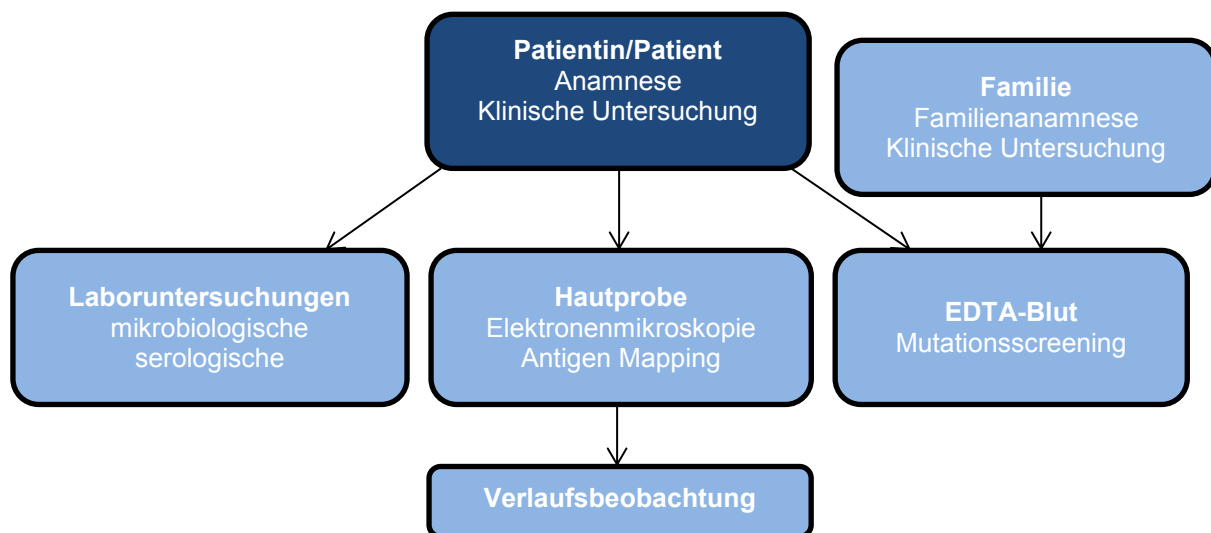 Patientin/Patient
Anamnese
Klinische Untersuchung
Familie
Familienanamnese
Klinische Untersuchung
Laboruntersuchungen
mikrobiologische
serologische
Hautprobe
Elektronenmikroskopie
Antigen Mapping
EDTA-Blut
Mutationsscreening
Verlaufsbeobachtung